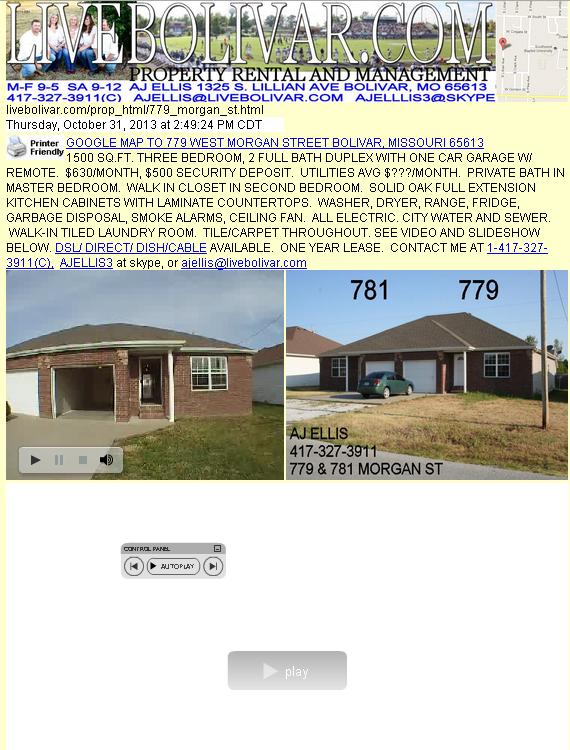 LIVEBOLIVAR.COM
PROPERTY RENTAL AND MANAGEMENT
M-F 9-5 SA 9-12 AJ ELLIS 1325 S. LILLIAN AVE BOLIVAR, MO 65613
417-327-3911(C) AJELLIS@LIVEBOLIVAR.COM AJELLLIS3@SKYPE
livebolivar.com/prop_html/779_morgan_st.html
Thursday, October 31, 2013 at 2:49:24 PM CDT
Printer
Friendly
GOOGLE MAP TO 779 WEST MORGAN STREET BOLIVAR, MISSOURI 65613
1500 SQ.FT. THREE BEDROOM, 2 FULL BATH DUPLEX WITH ONE CAR GARAGE W/
REMOTE. $630/MONTH, $500 SECURITY DEPOSIT. UTILITIES AVG $???/MONTH. PRIVATE BATH IN
MASTER BEDROOM. WALK IN CLOSET IN SECOND BEDROOM. SOLID OAK FULL EXTENSION
KITCHEN CABINETS WITH LAMINATE COUNTERTOPS. WASHER, DRYER, RANGE, FRIDGE,
GARBAGE DISPOSAL, SMOKE ALARMS, CEILING FAN. ALL ELECTRIC. CITY WATER AND SEWER.
WALK-IN TILED LAUNDRY ROOM. TILE/CARPET THROUGHOUT. SEE VIDEO AND SLIDESHOW
BELOW. DSL/ DIRECT/ DISH/CABLE AVAILABLE. ONE YEAR LEASE. CONTACT ME AT 1-417-327-
3911(C), AJELLIS3 at skype, or ajellis@livebolivar.com
781 779
AJ ELLIS
417-327-3911
779 & 781 MORGAN ST
CONTROL PANEL
AUTOPLAY
play